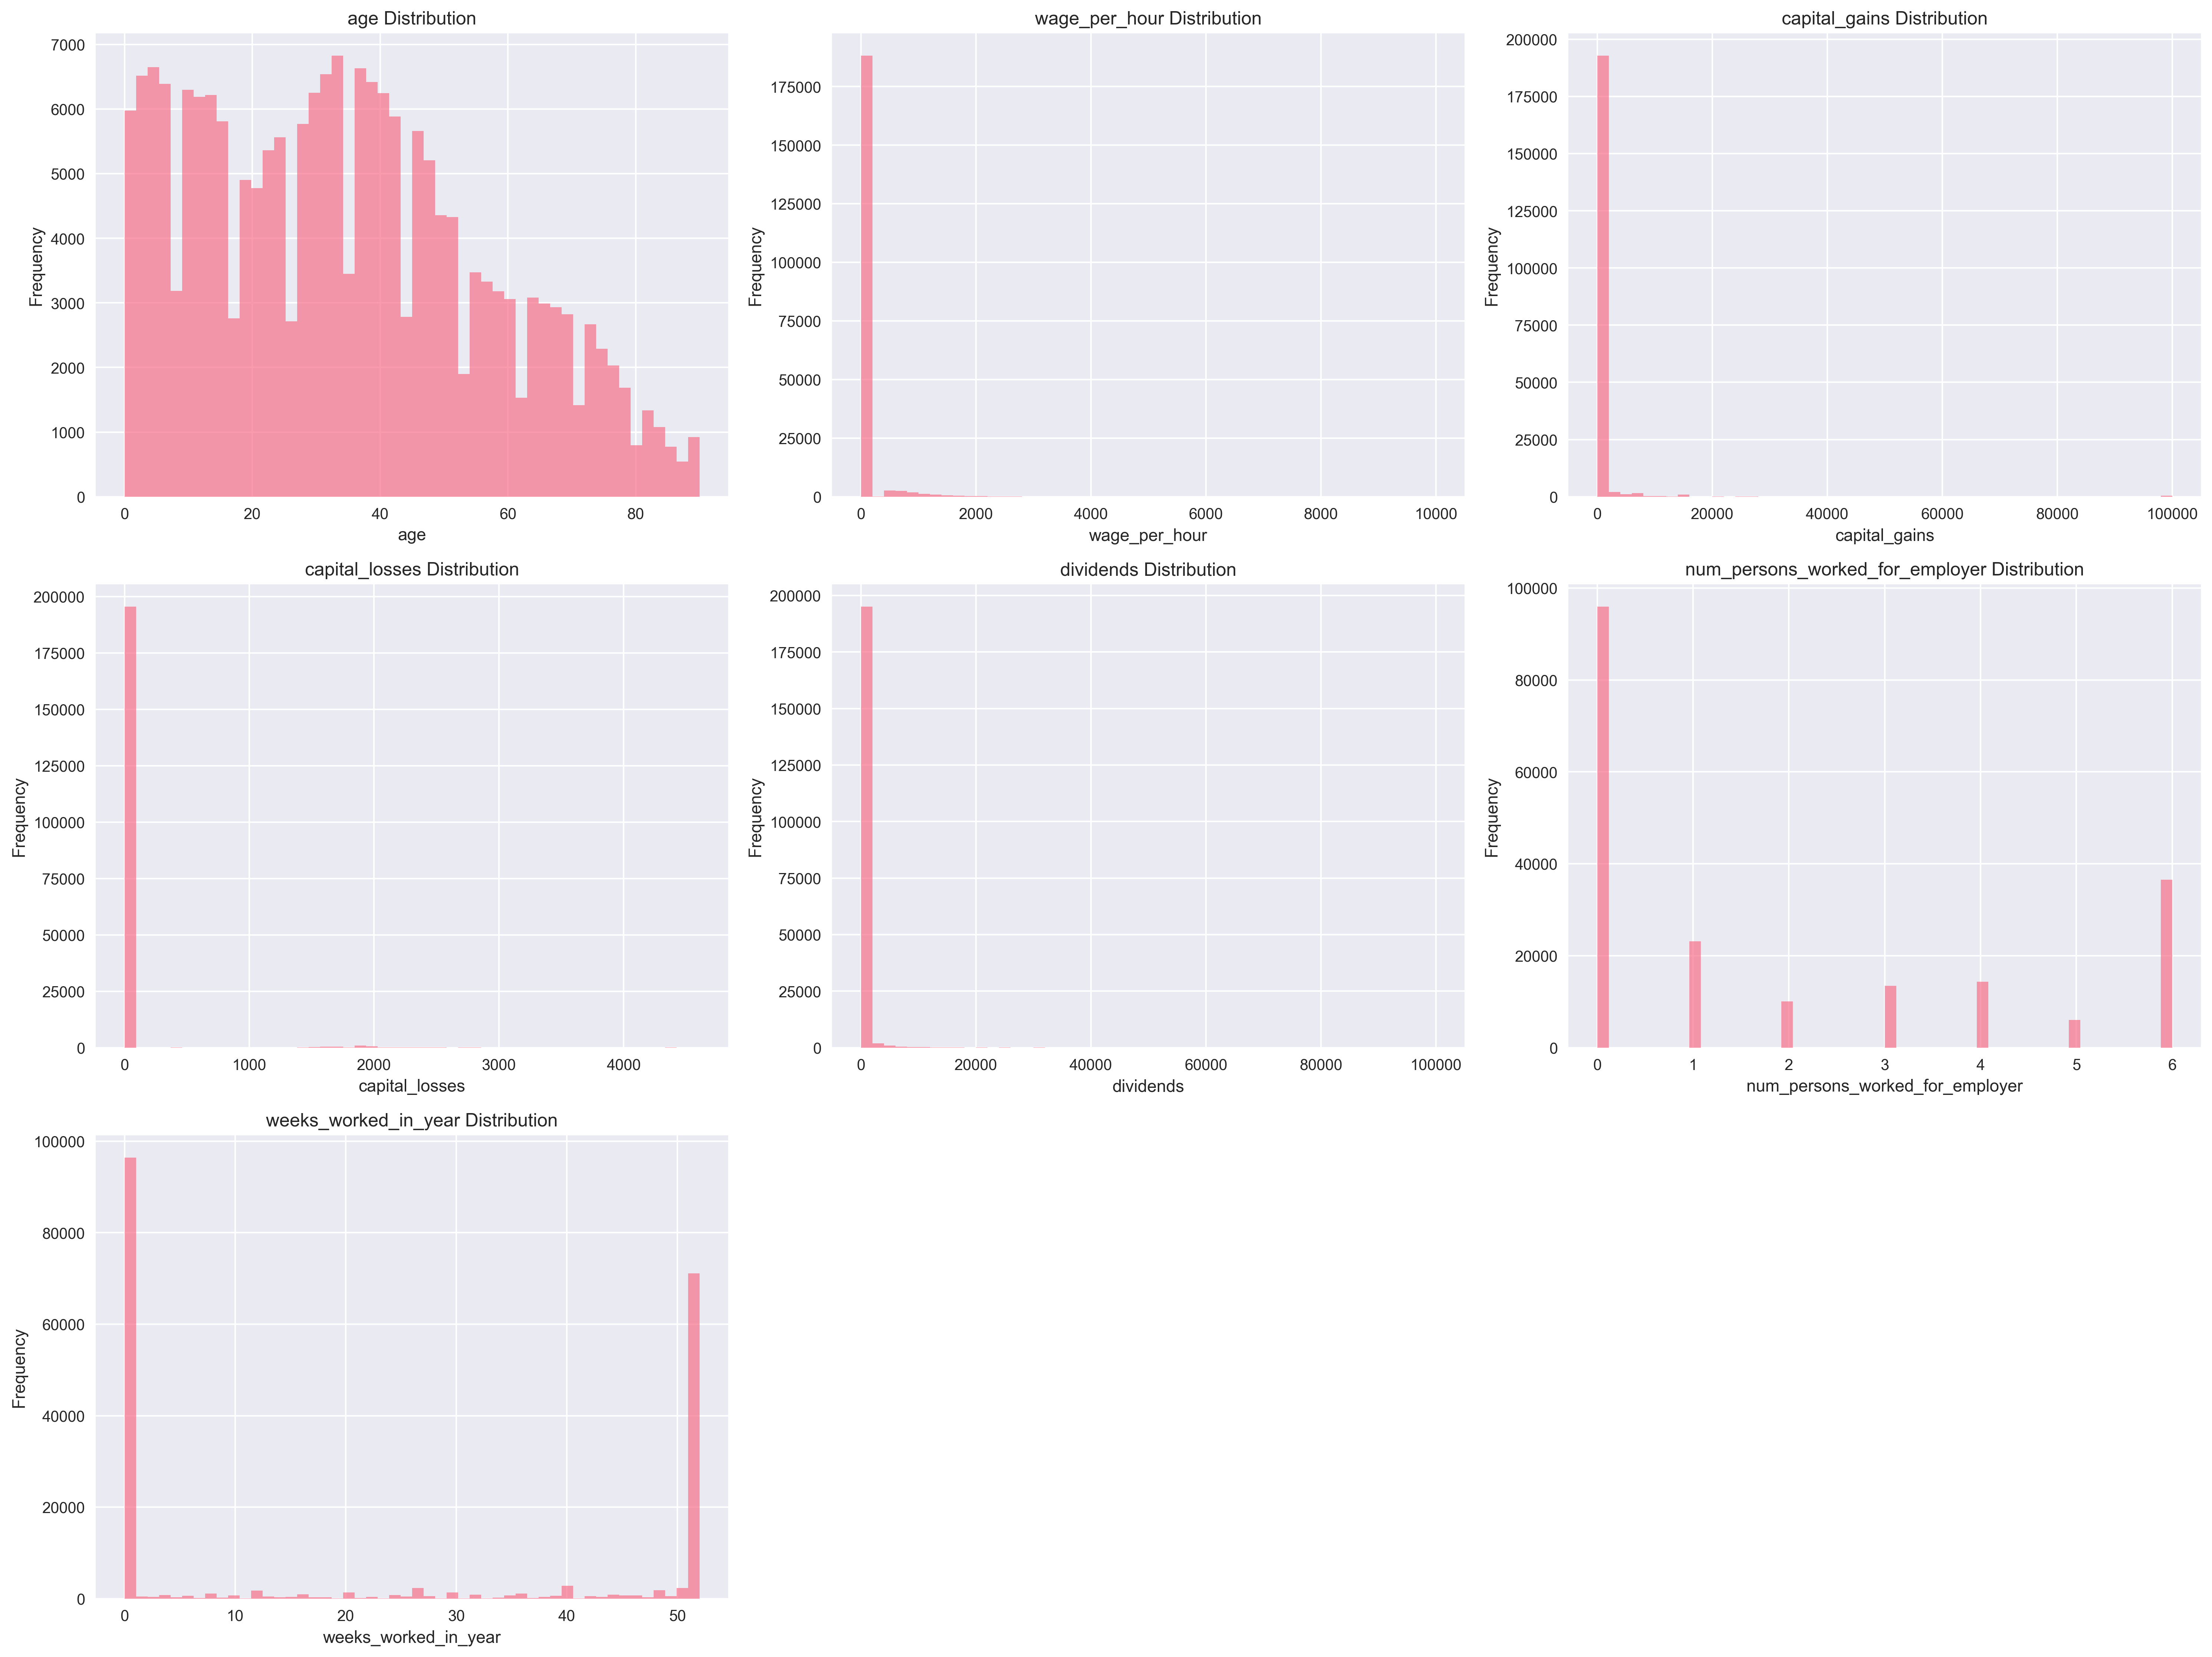 age Distribution
7000
6000
5000
4000
3000
2000
1000
0
Frequency
0 20 40 60 80
age
wage_per_hour Distribution
175000
150000
125000
100000
75000
50000
25000
0
Frequency
0 2000 4000 6000 8000 10000
wage_per_hour
capital_gains Distribution
200000
175000
150000
125000
100000
75000
50000
25000
0
Frequency
0 20000 40000 60000 80000 100000
capital_gains
capital_losses Distribution
200000
175000
150000
125000
100000
75000
50000
25000
0
Frequency
0 1000 2000 3000 4000
capital_losses
dividends Distribution
200000
175000
150000
125000
100000
75000
50000
25000
0
Frequency
0 20000 40000 60000 80000 100000
dividends
num_persons_worked_for_employer Distribution
100000
80000
60000
40000
20000
0
Frequency
0 1 2 3 4 5 6
num_persons_worked_for_employer
weeks_worked_in_year Distribution
100000
80000
60000
40000
20000
0
Frequency
0 10 20 30 40 50
weeks_worked_in_year